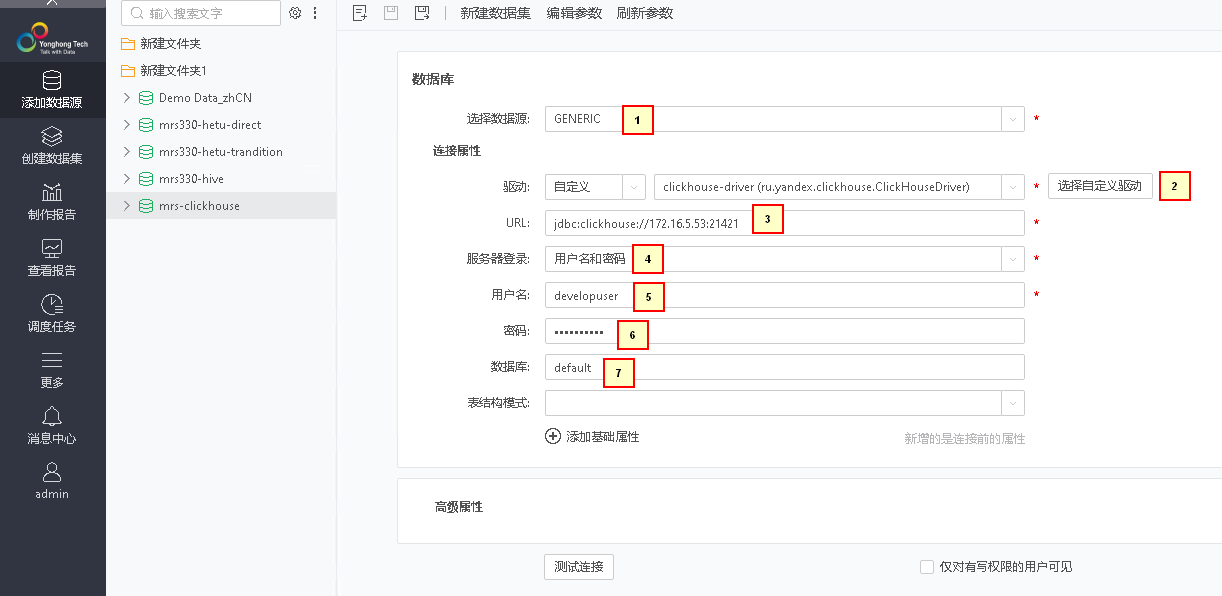 Yonghong Tech
Talk with Data
添加数据源
创建数据集
制作报告
查看报告
调度任务
更多
消息中心
admin
输入搜索文字
新建文件夹
新建文件夹1
Demo Data_zhCN
mrs330-hetu-direct
mrs330-hetu-trandition
mrs330-hive
mrs-clickhouse
新建数据集 编辑参数 刷新参数
数据库
选择数据源: GENERIC 1 *
连接属性
驱动: 自定义 clickhouse-driver (ru.yandex.clickhouse.ClickHouseDriver) * 选择自定义驱动 2
URL: jdbc:clickhouse://172.16.5.53:21421 3 *
服务器登录: 用户名和密码 4 *
用户名: developuser 5 *
密码: •••••••••• 6
数据库: default 7
表结构模式:
添加基础属性 新增的是连接前的属性
高级属性
测试连接 仅对有写权限的用户可见